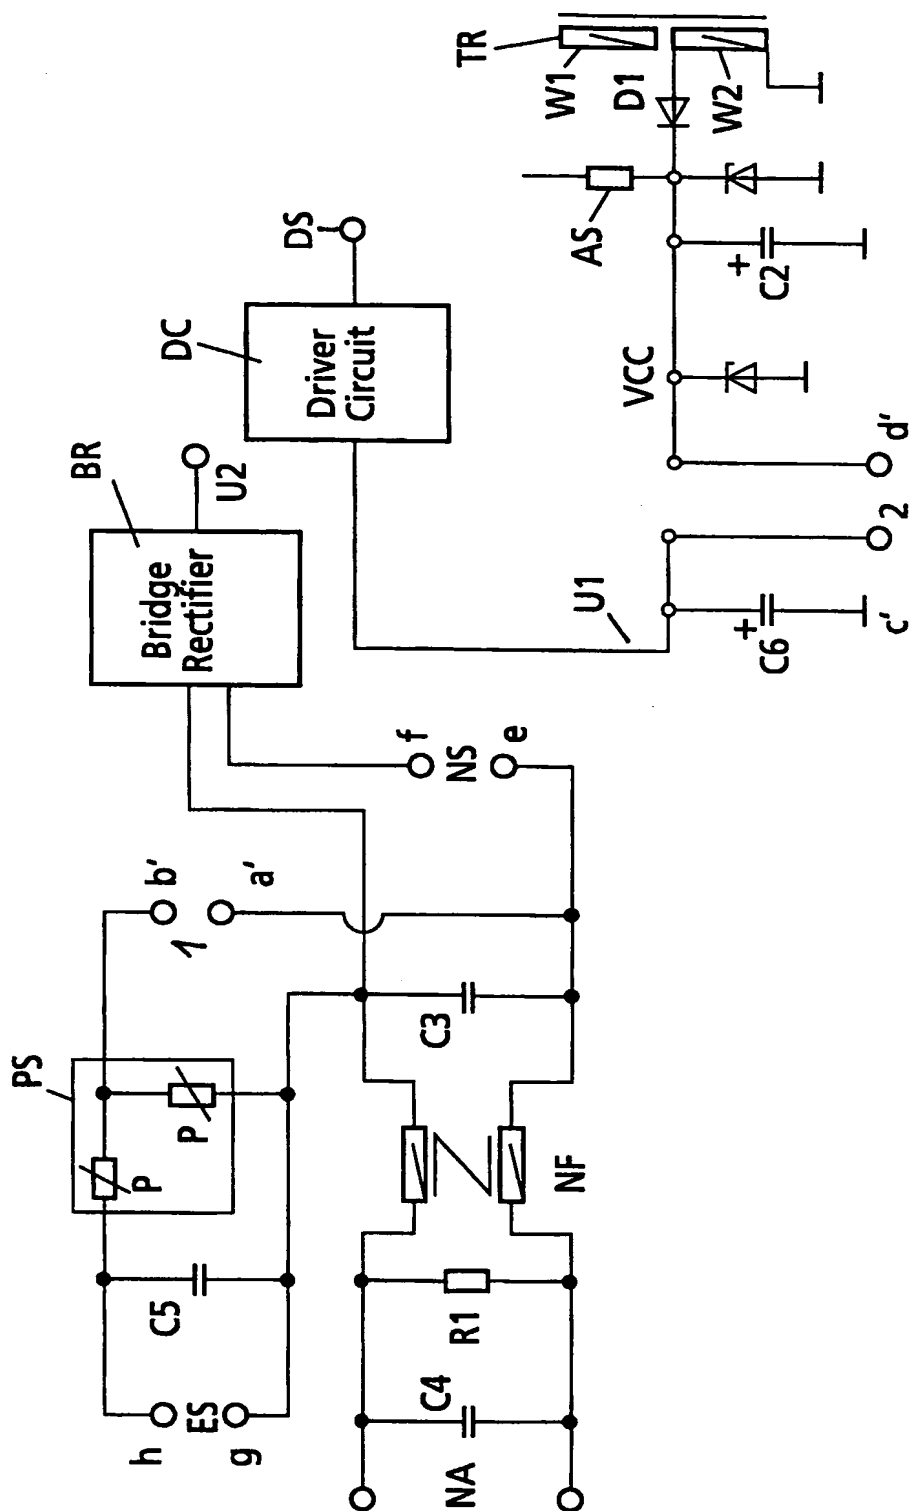 PS
BR
DC
DS
TR
W1
D1
W2
AS
P
P
h
ES
g
C5
b'
1
a'
Bridge
Rectifier
U2
Driver
Circuit
NA
C4
R1
NF
C3
f
NS
e
U1
+
C6
c'
2
d'
VCC
+
C2